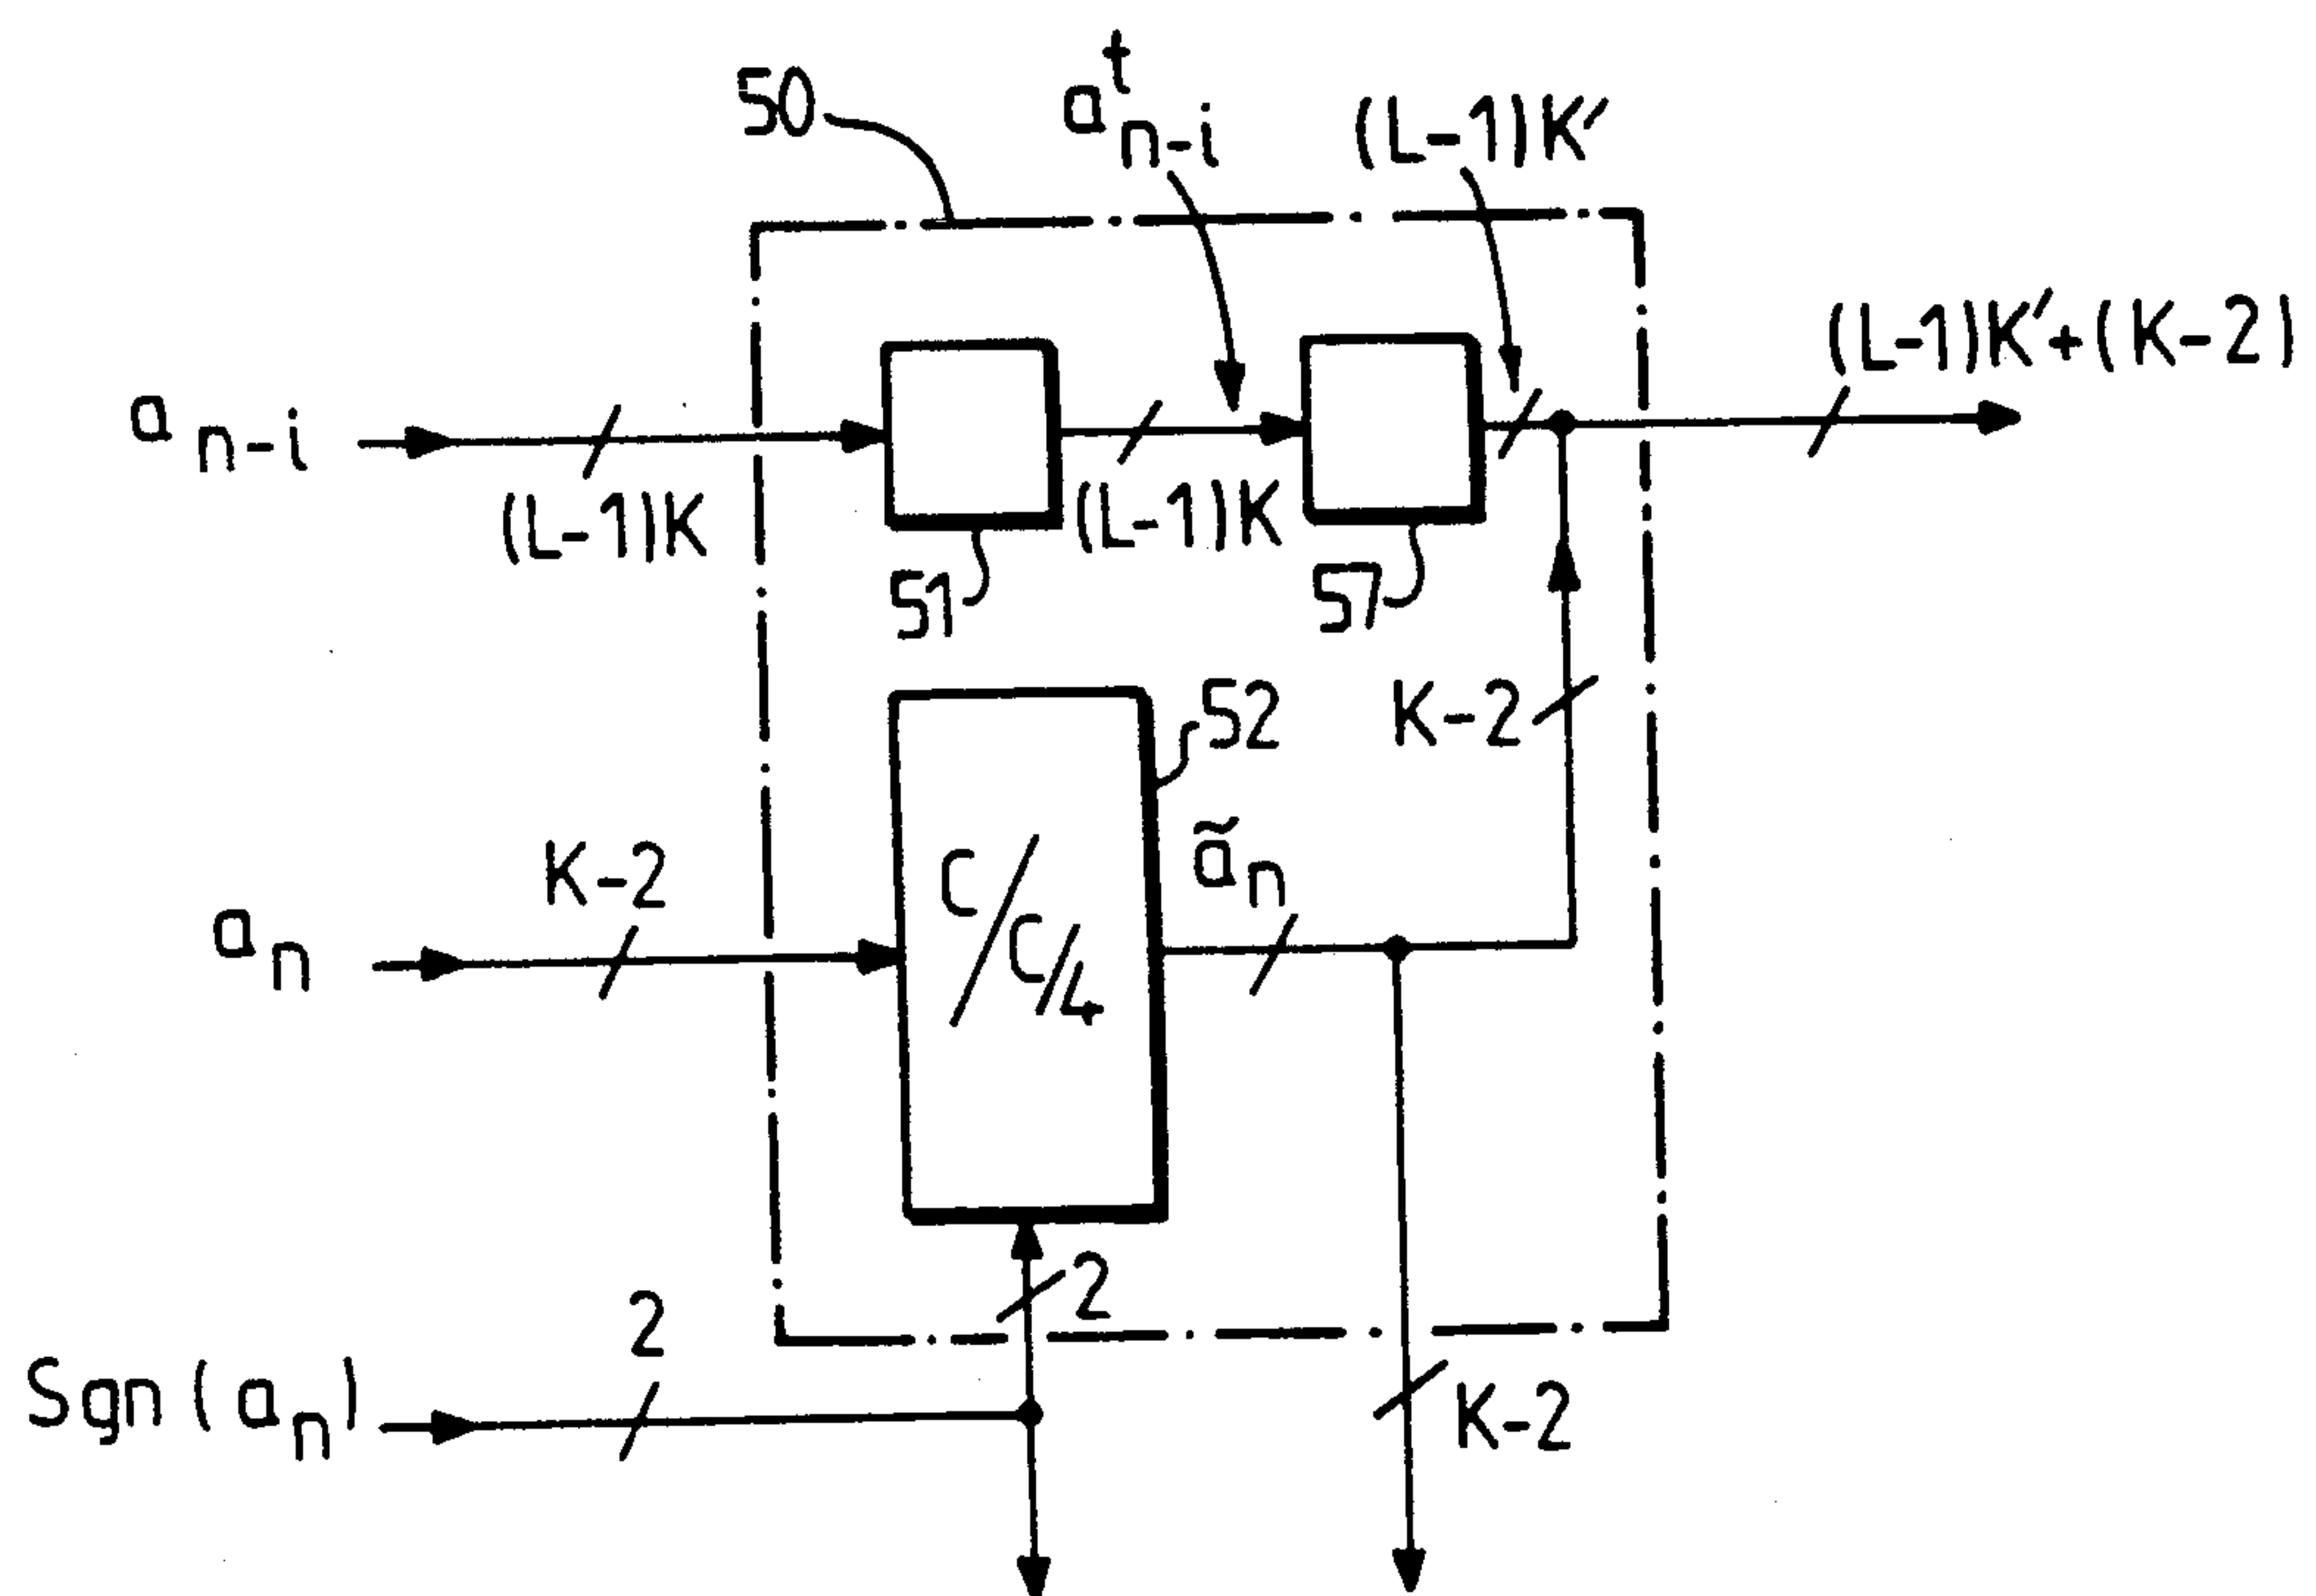 50
a^t_{n-i}
(L-1)K'
(L-1)K'+(K-2)
a_{n-i}
(L-1)K
(L-1)K
51
57
52
K-2
K-2
ã_n
a_n
C/C/4
2
2
Sgn(a_n)
K-2